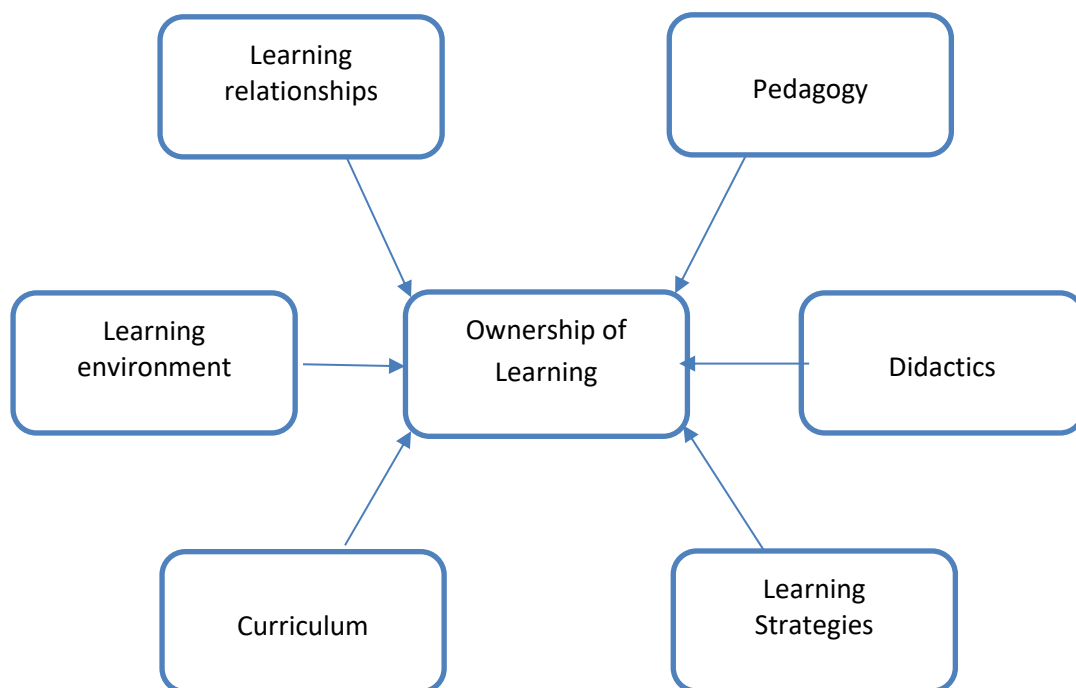 Learning
relationships
Pedagogy
Learning
environment
Ownership of
Learning
Didactics
Curriculum
Learning
Strategies